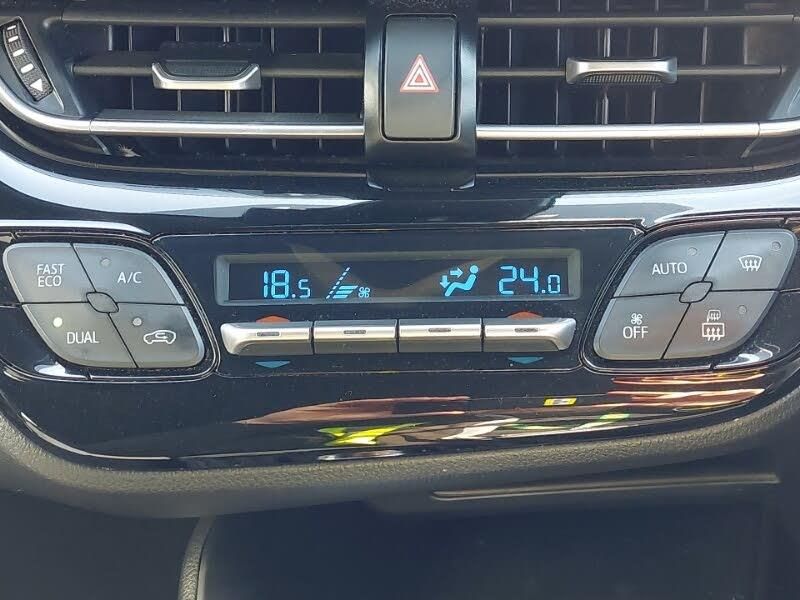 FAST
ECO
A/C
DUAL
18.5
24.0
AUTO
OFF